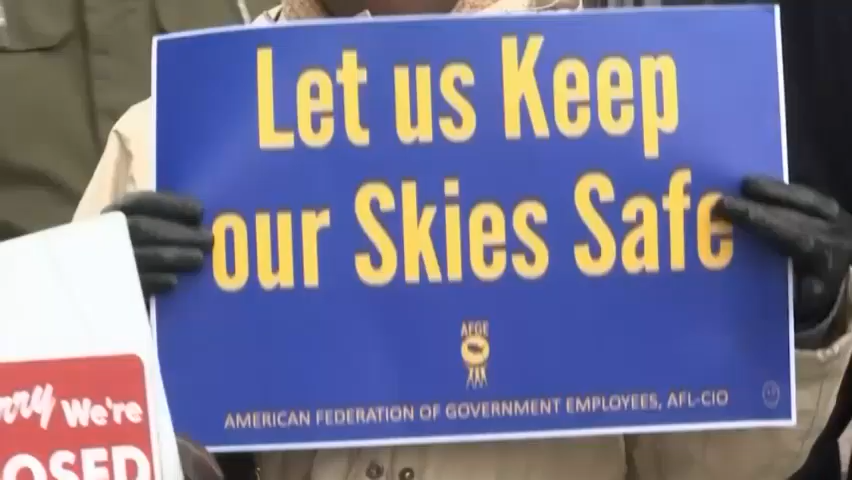 Let us Keep
our Skies Safe
AFGE
AMERICAN FEDERATION OF GOVERNMENT EMPLOYEES, AFL-CIO
We're